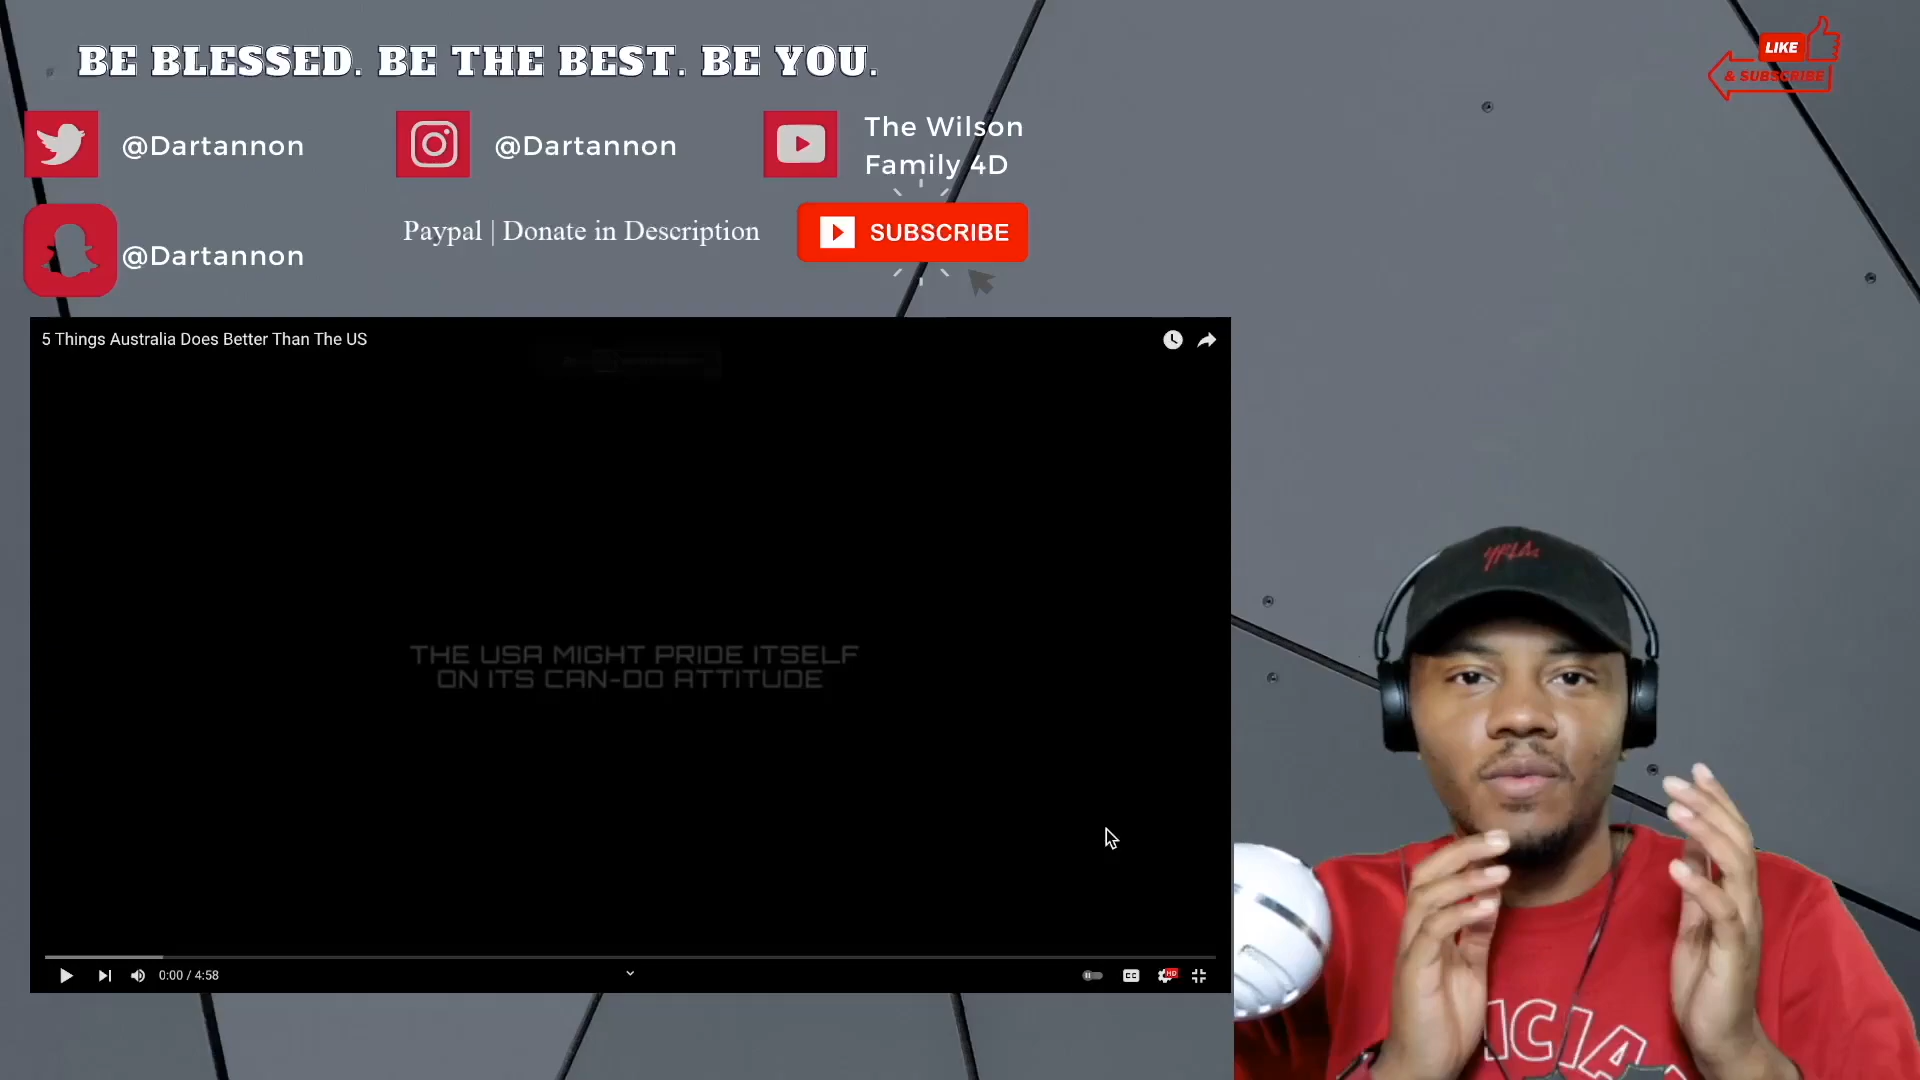 BE BLESSED. BE THE BEST. BE YOU.
LIKE
& SUBSCRIBE
@Dartannon
@Dartannon
The Wilson
Family 4D
@Dartannon
Paypal | Donate in Description
SUBSCRIBE
5 Things Australia Does Better Than The US
THE USA MIGHT PRIDE ITSELF
ON ITS CAN-DO ATTITUDE
0:00 / 4:58
CC
HD